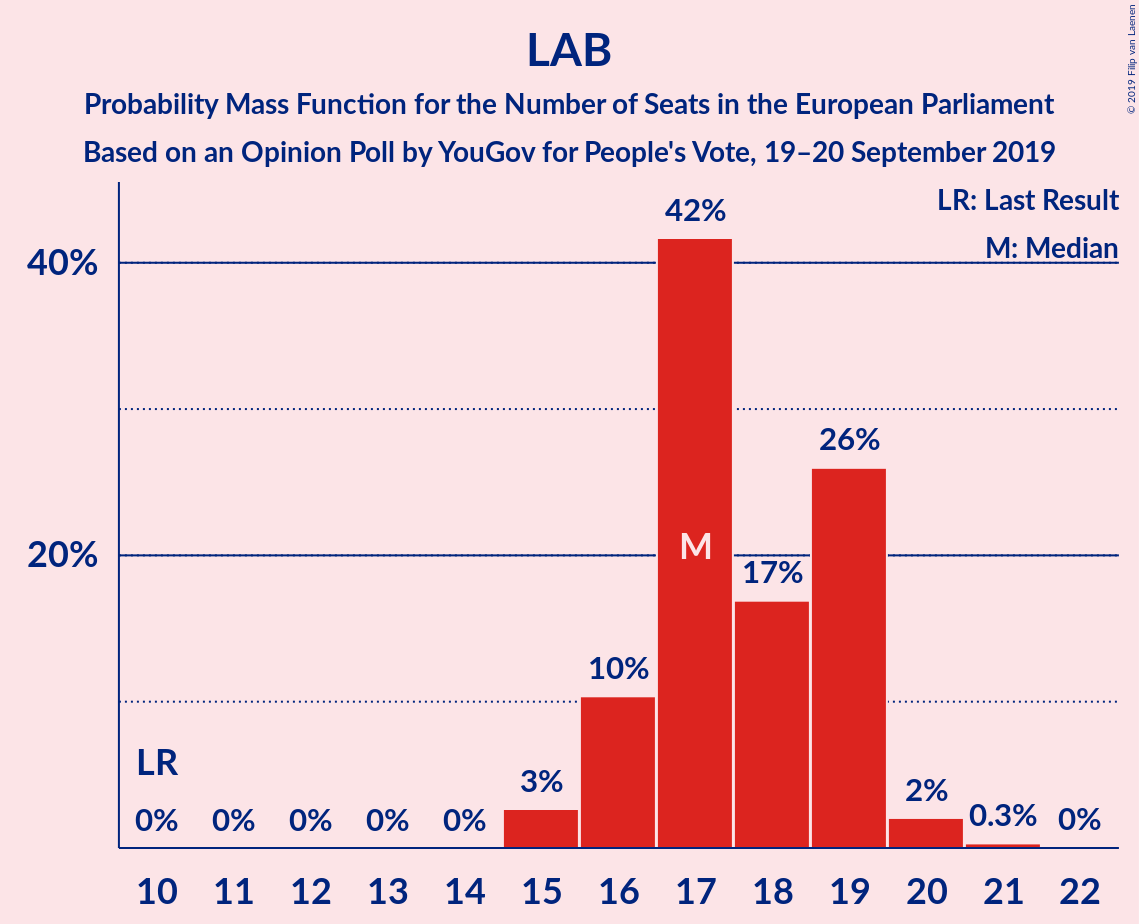 LAB
Probability Mass Function for the Number of Seats in the European Parliament
Based on an Opinion Poll by YouGov for People's Vote, 19–20 September 2019
© 2019 Filip van Laenen
LR: Last Result
M: Median
40%
20%
42%
26%
M
17%
10%
LR
3%
2%
0% 0% 0% 0% 0% 0.3% 0%
10 11 12 13 14 15 16 17 18 19 20 21 22